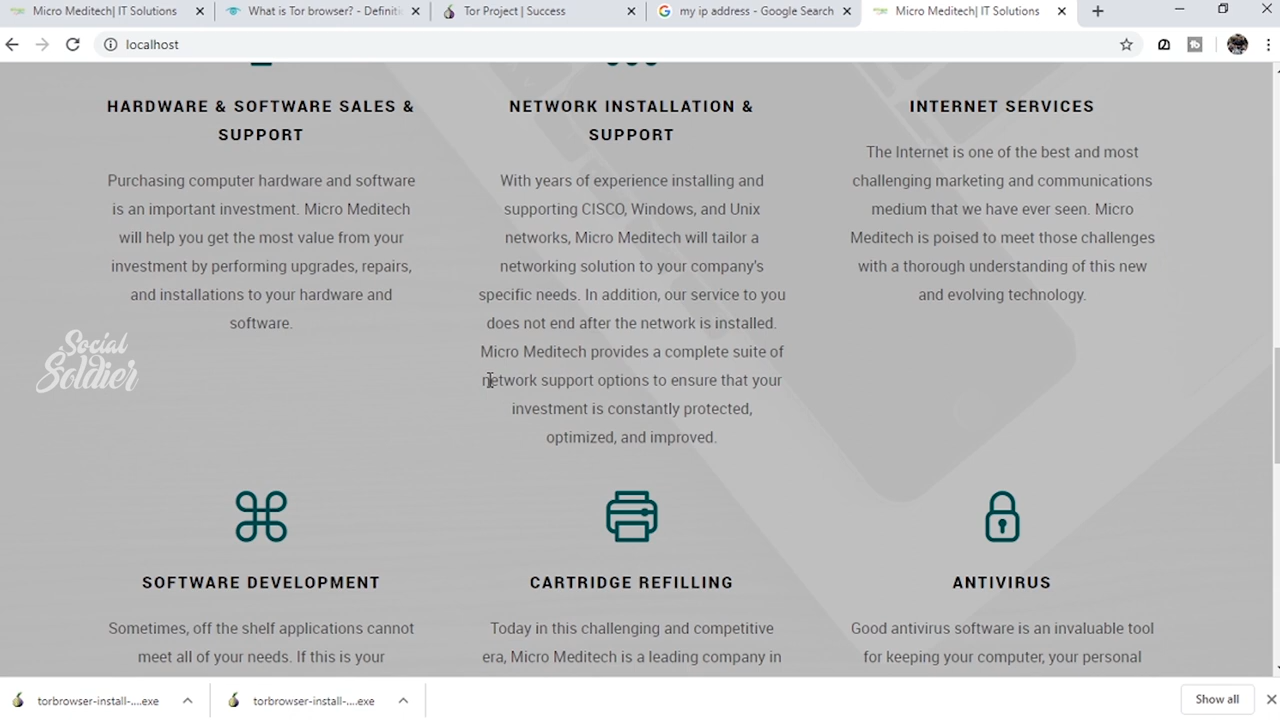 Micro Meditech| IT Solutions
What is Tor browser? - Definiti
Tor Project | Success
my ip address - Google Search
Micro Meditech| IT Solutions
localhost
HARDWARE & SOFTWARE SALES &
SUPPORT
Purchasing computer hardware and software
is an important investment. Micro Meditech
will help you get the most value from your
investment by performing upgrades, repairs,
and installations to your hardware and
software.
NETWORK INSTALLATION &
SUPPORT
With years of experience installing and
supporting CISCO, Windows, and Unix
networks, Micro Meditech will tailor a
networking solution to your company's
specific needs. In addition, our service to you
does not end after the network is installed.
Micro Meditech provides a complete suite of
network support options to ensure that your
investment is constantly protected,
optimized, and improved.
INTERNET SERVICES
The Internet is one of the best and most
challenging marketing and communications
medium that we have ever seen. Micro
Meditech is poised to meet those challenges
with a thorough understanding of this new
and evolving technology.
Social
Soldier
SOFTWARE DEVELOPMENT
Sometimes, off the shelf applications cannot
meet all of your needs. If this is your
CARTRIDGE REFILLING
Today in this challenging and competitive
era, Micro Meditech is a leading company in
ANTIVIRUS
Good antivirus software is an invaluable tool
for keeping your computer, your personal
torbrowser-install-....exe
torbrowser-install-....exe
Show all